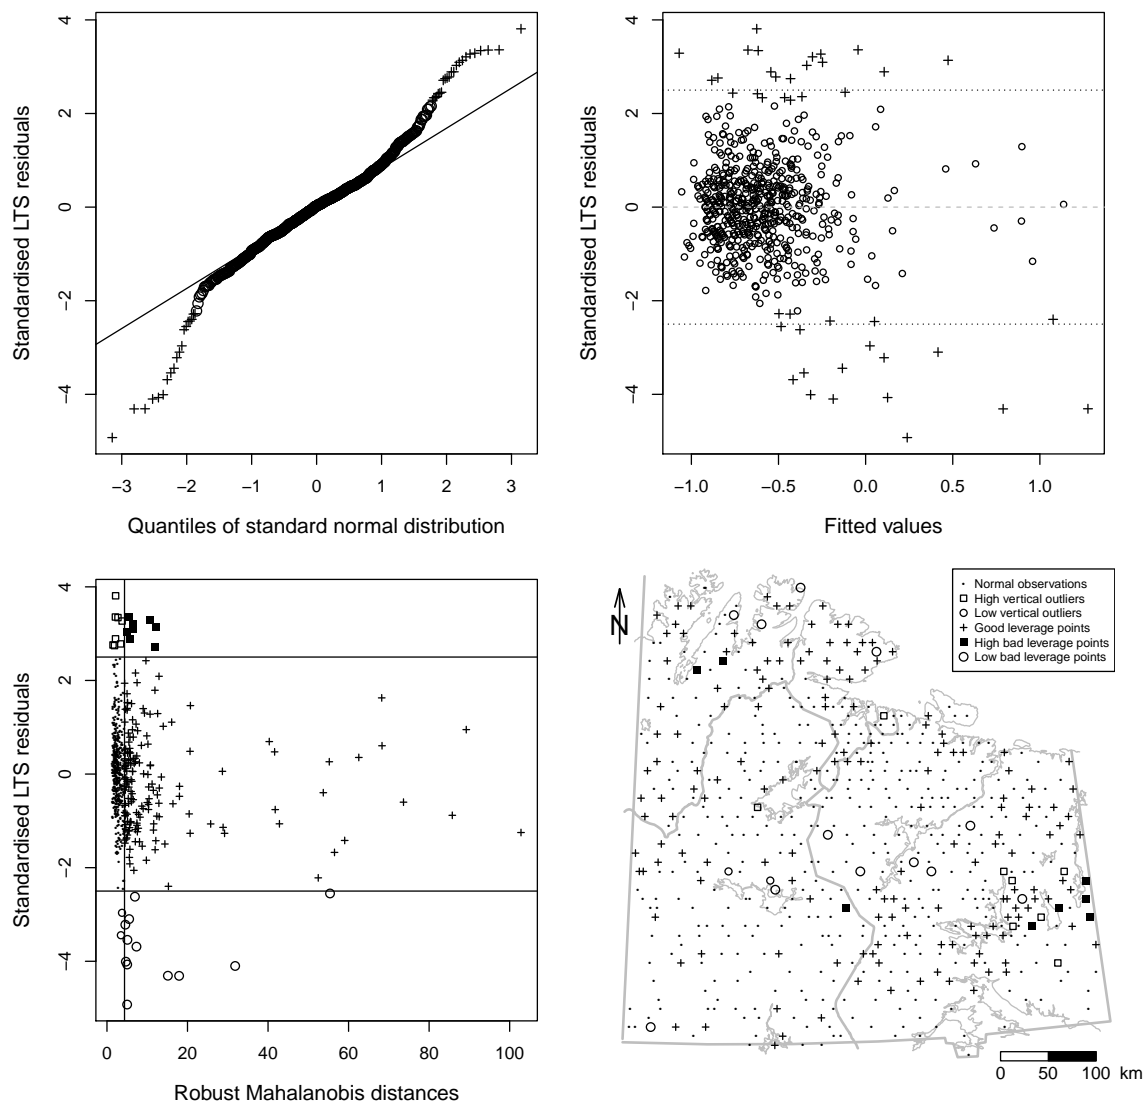 4
2
0
−2
−4
Standardised LTS residuals
−3 −2 −1 0 1 2 3
Quantiles of standard normal distribution
4
2
0
−2
−4
Standardised LTS residuals
−1.0 −0.5 0.0 0.5 1.0
Fitted values
4
2
0
−2
−4
Standardised LTS residuals
0 20 40 60 80 100
Robust Mahalanobis distances
N
Normal observations
High vertical outliers
Low vertical outliers
Good leverage points
High bad leverage points
Low bad leverage points
0 50 100 km